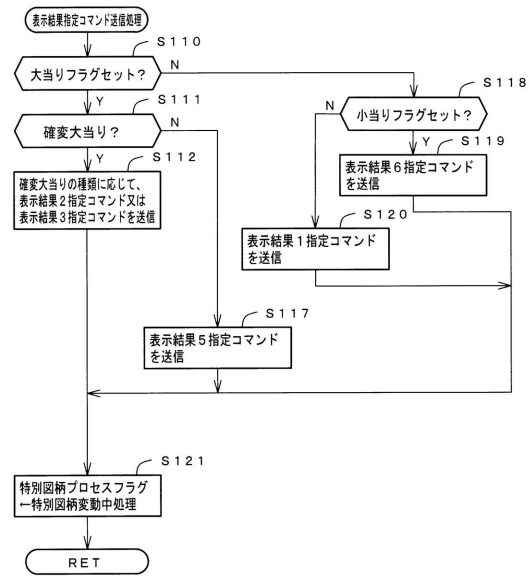 表示結果指定コマンド送信処理
S110
大当りフラグセット?
N
Y
S111
確変大当り?
N
Y
S112
確変大当りの種類に応じて、
表示結果2指定コマンド又は
表示結果3指定コマンドを送信
S118
小当りフラグセット?
N
Y
S119
表示結果6指定コマンド
を送信
S120
表示結果1指定コマンド
を送信
S117
表示結果5指定コマンド
を送信
S121
特別図柄プロセスフラグ
←特別図柄変動中処理
RET